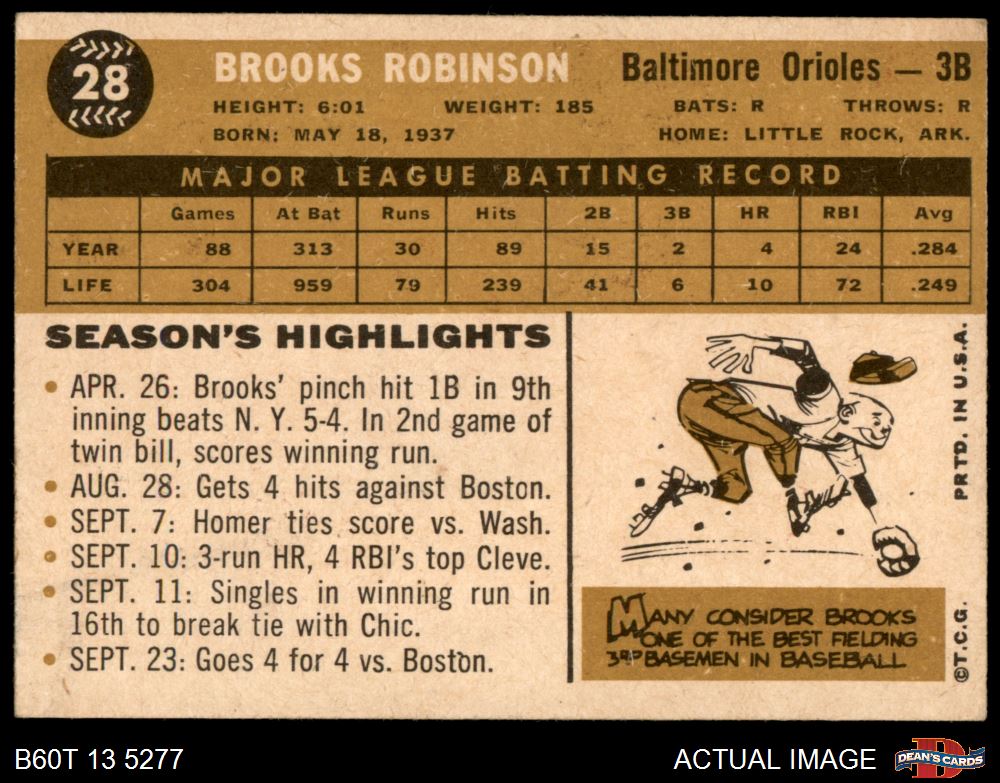 28
BROOKS ROBINSON Baltimore Orioles — 3B
HEIGHT: 6:01 WEIGHT: 185 BATS: R THROWS: R
BORN: MAY 18, 1937 HOME: LITTLE ROCK, ARK.
MAJOR LEAGUE BATTING RECORD
Games At Bat Runs Hits 2B 3B HR RBI Avg
YEAR 88 313 30 89 15 2 4 24 .284
LIFE 304 959 79 239 41 6 10 72 .249
SEASON'S HIGHLIGHTS
• APR. 26: Brooks' pinch hit 1B in 9th
inning beats N. Y. 5-4. In 2nd game of
twin bill, scores winning run.
• AUG. 28: Gets 4 hits against Boston.
• SEPT. 7: Homer ties score vs. Wash.
• SEPT. 10: 3-run HR, 4 RBI's top Cleve.
• SEPT. 11: Singles in winning run in
16th to break tie with Chic.
• SEPT. 23: Goes 4 for 4 vs. Boston.
MANY CONSIDER BROOKS
ONE OF THE BEST FIELDING
3RD BASEMEN IN BASEBALL
©T.C.G. PRTD. IN U.S.A.
B60T 13 5277 ACTUAL IMAGE D DEAN'S CARDS